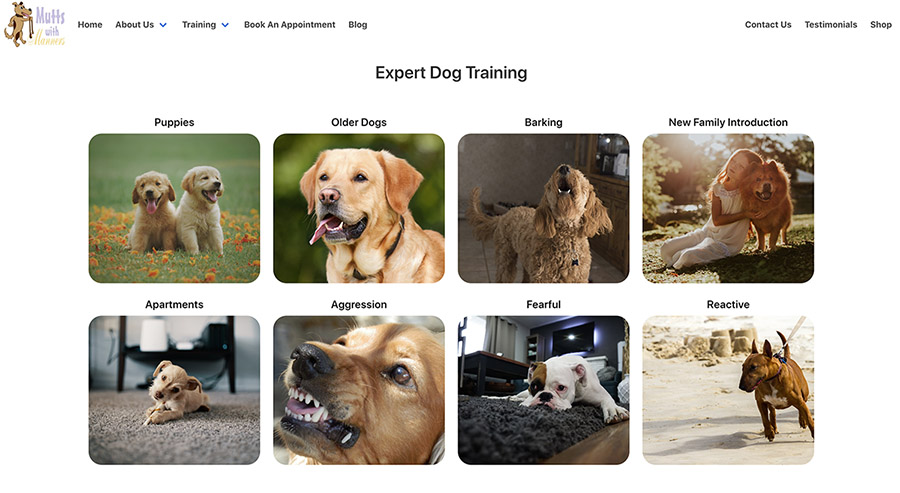 Mutts
with
Manners
Home About Us Training Book An Appointment Blog Contact Us Testimonials Shop
Expert Dog Training
Puppies Older Dogs Barking New Family Introduction
Apartments Aggression Fearful Reactive